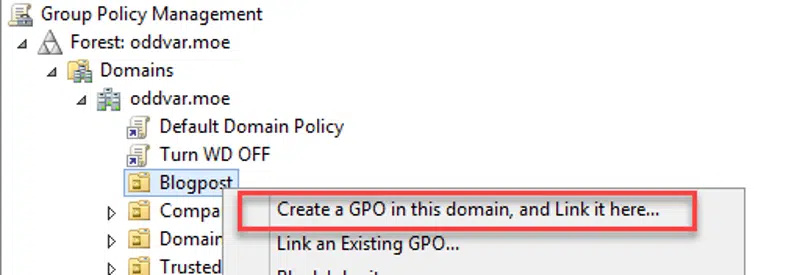 Group Policy Management
Forest: oddvar.moe
Domains
oddvar.moe
Default Domain Policy
Turn WD OFF
Blogpost
Create a GPO in this domain, and Link it here...
Compa
Link an Existing GPO...
Domain
Trusted